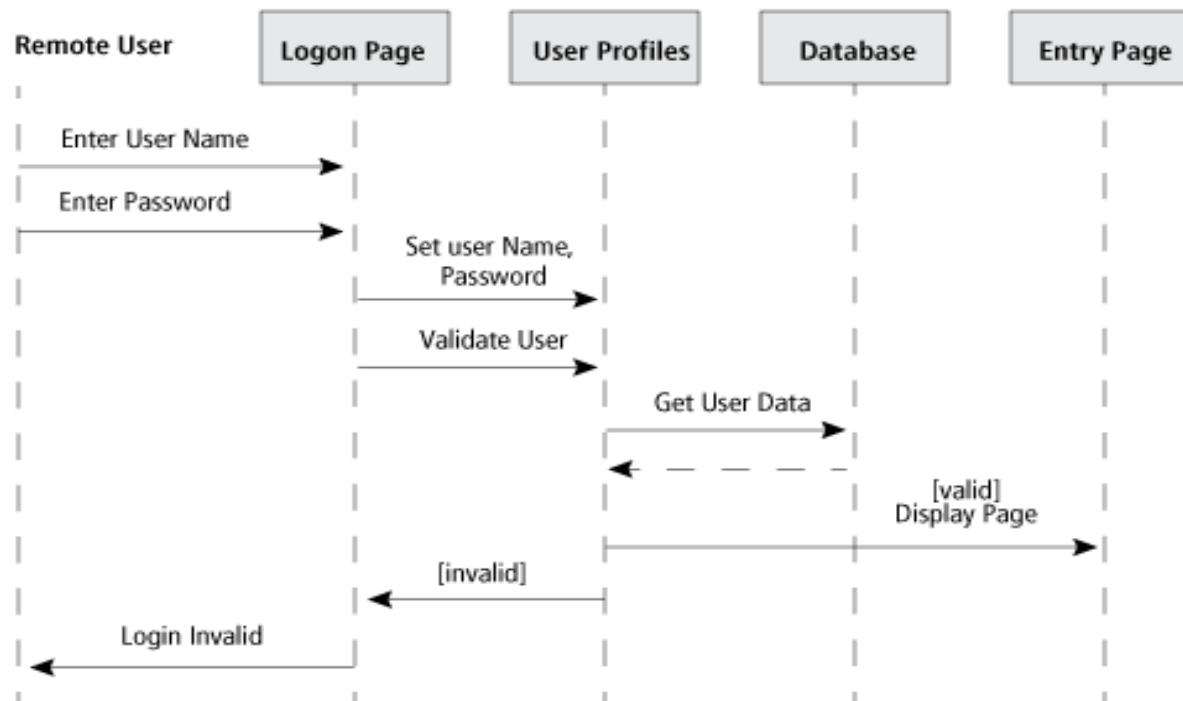 Remote User
Logon Page
User Profiles
Database
Entry Page
Enter User Name
Enter Password
Set user Name,
Password
Validate User
Get User Data
[valid]
Display Page
[invalid]
Login Invalid